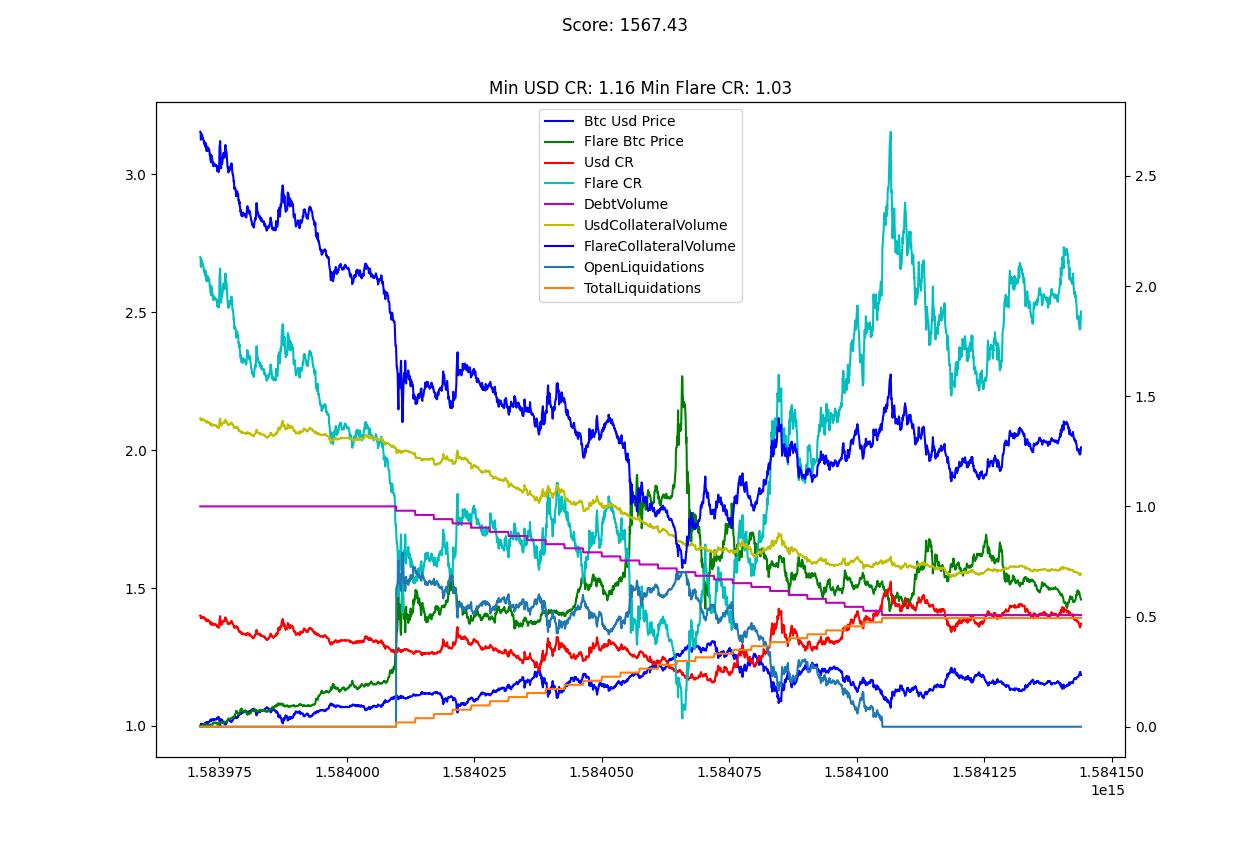 Score: 1567.43
Min USD CR: 1.16 Min Flare CR: 1.03
Btc Usd Price
Flare Btc Price
Usd CR
Flare CR
DebtVolume
UsdCollateralVolume
FlareCollateralVolume
OpenLiquidations
TotalLiquidations
3.0
2.5
2.0
1.5
1.0
2.5
2.0
1.5
1.0
0.5
0.0
1.583975 1.584000 1.584025 1.584050 1.584075 1.584100 1.584125 1.584150
1e15